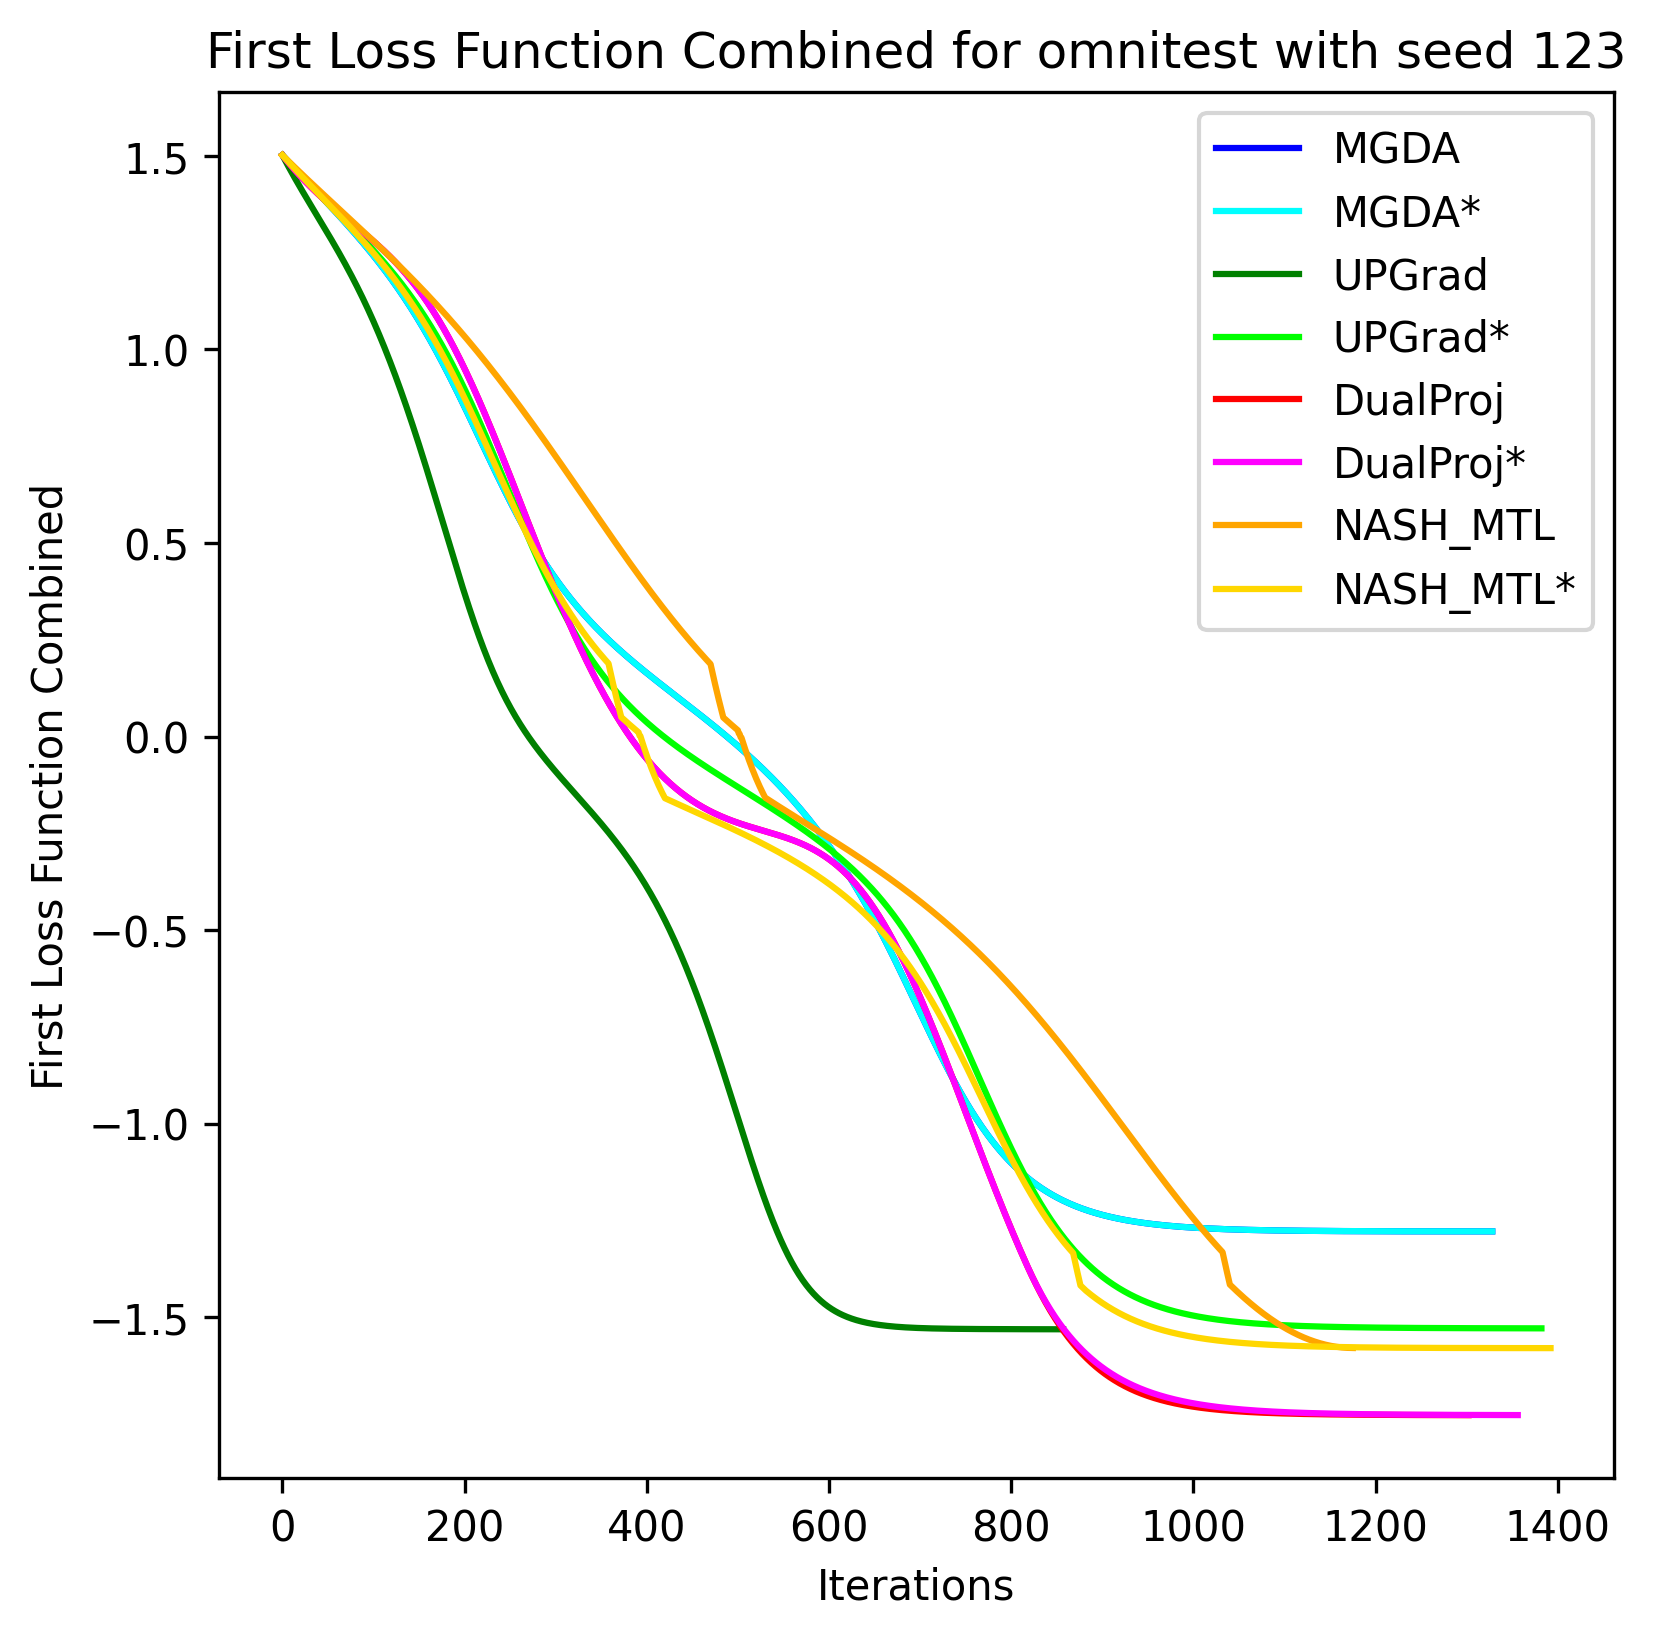 First Loss Function Combined for omnitest with seed 123
MGDA
MGDA*
UPGrad
UPGrad*
DualProj
DualProj*
NASH_MTL
NASH_MTL*
First Loss Function Combined
1.5
1.0
0.5
0.0
−0.5
−1.0
−1.5
0 200 400 600 800 1000 1200 1400
Iterations